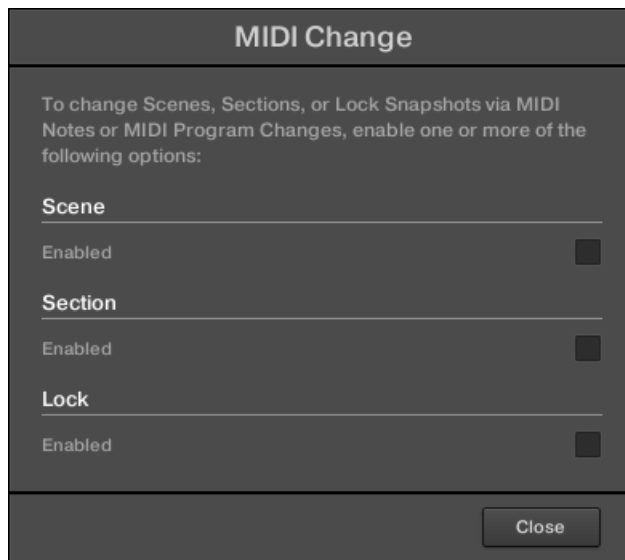 MIDI Change
To change Scenes, Sections, or Lock Snapshots via MIDI
Notes or MIDI Program Changes, enable one or more of the
following options:
Scene
Enabled
Section
Enabled
Lock
Enabled
Close